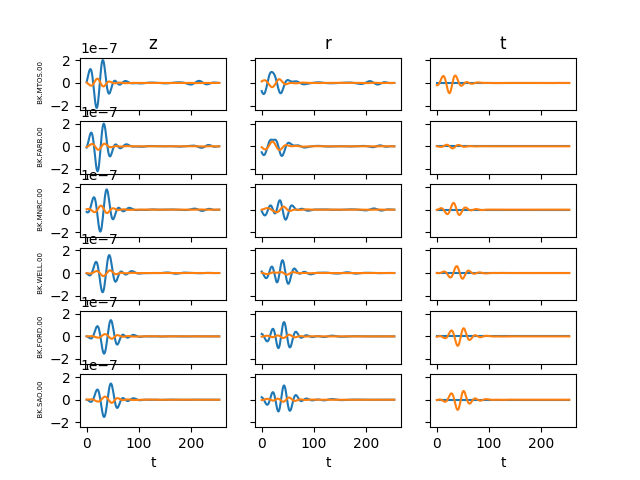 z r t
1e−7
BK.MTOS.00 2 0 −2
1e−7
BK.FARB.00 2 0 −2
1e−7
BK.MNRC.00 2 0 −2
1e−7
BK.WELL.00 2 0 −2
1e−7
BK.FORD.00 2 0 −2
1e−7
BK.SAO.00 2 0 −2
0 100 200 0 100 200 0 100 200
t t t